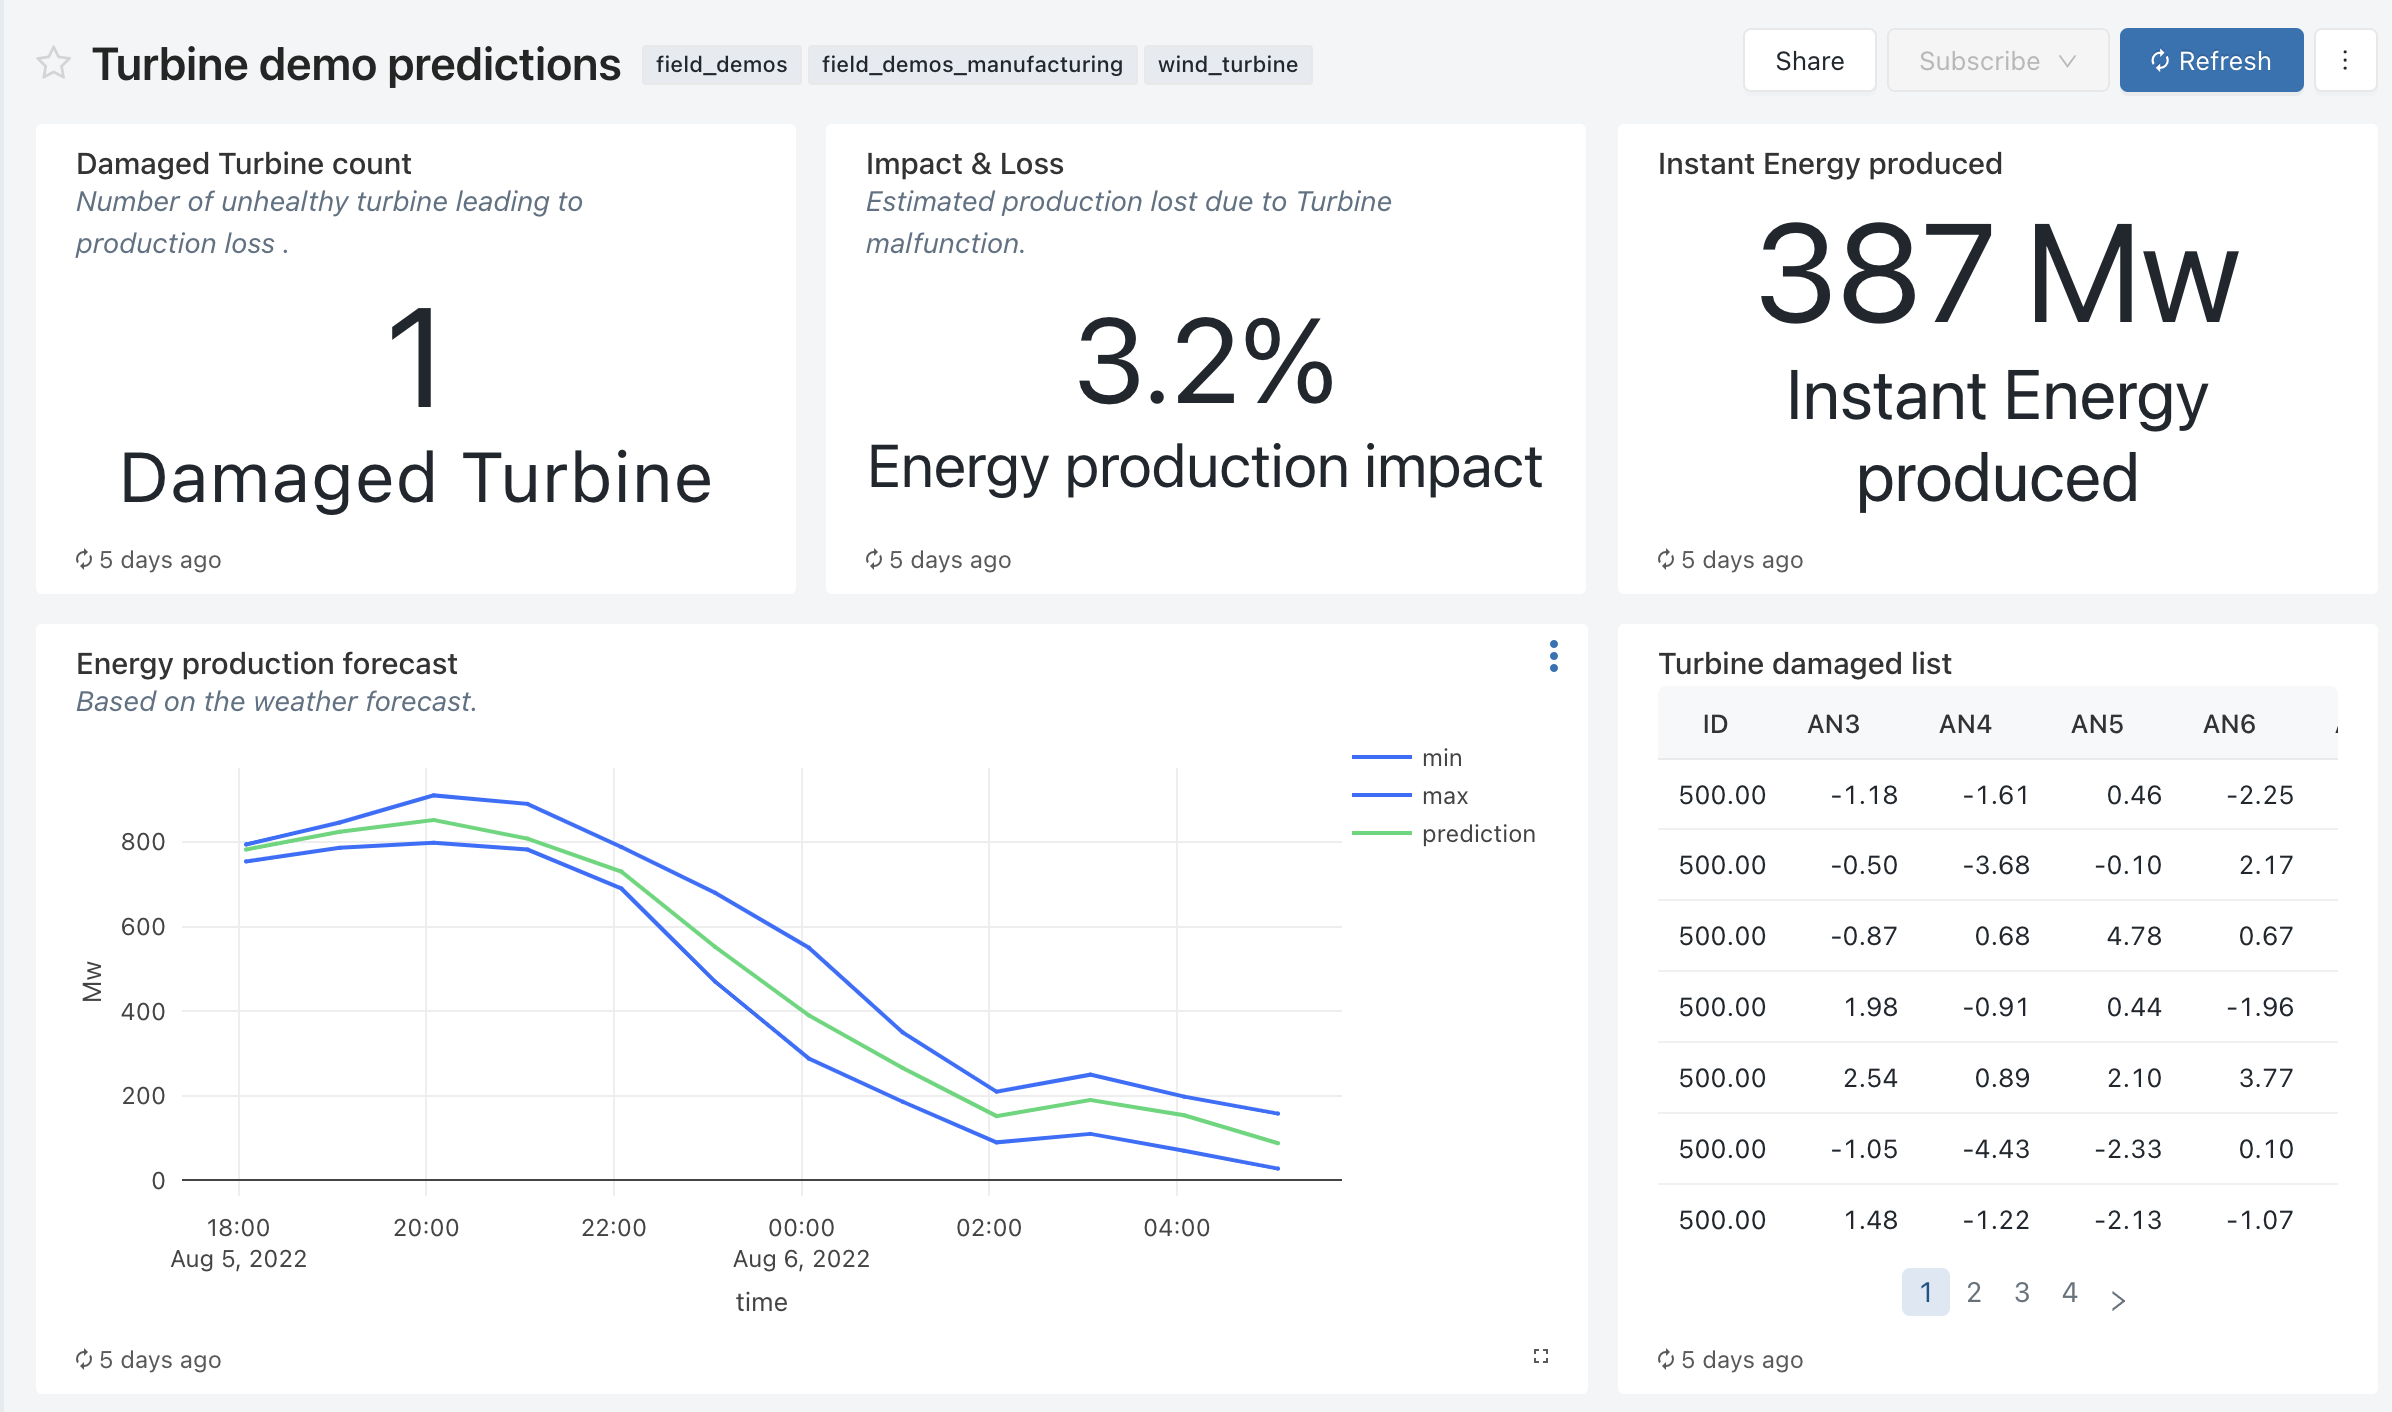 Turbine demo predictions field_demos field_demos_manufacturing wind_turbine Share Subscribe Refresh
Damaged Turbine count
Number of unhealthy turbine leading to
production loss .
1
Damaged Turbine
5 days ago
Impact & Loss
Estimated production lost due to Turbine
malfunction.
3.2%
Energy production impact
5 days ago
Instant Energy produced
387 Mw
Instant Energy
produced
5 days ago
Energy production forecast
Based on the weather forecast.
min
max
prediction
800
600
400
200
0
Mw
18:00 20:00 22:00 00:00 02:00 04:00
Aug 5, 2022 Aug 6, 2022
time
5 days ago
Turbine damaged list
ID AN3 AN4 AN5 AN6
500.00 -1.18 -1.61 0.46 -2.25
500.00 -0.50 -3.68 -0.10 2.17
500.00 -0.87 0.68 4.78 0.67
500.00 1.98 -0.91 0.44 -1.96
500.00 2.54 0.89 2.10 3.77
500.00 -1.05 -4.43 -2.33 0.10
500.00 1.48 -1.22 -2.13 -1.07
1 2 3 4
5 days ago